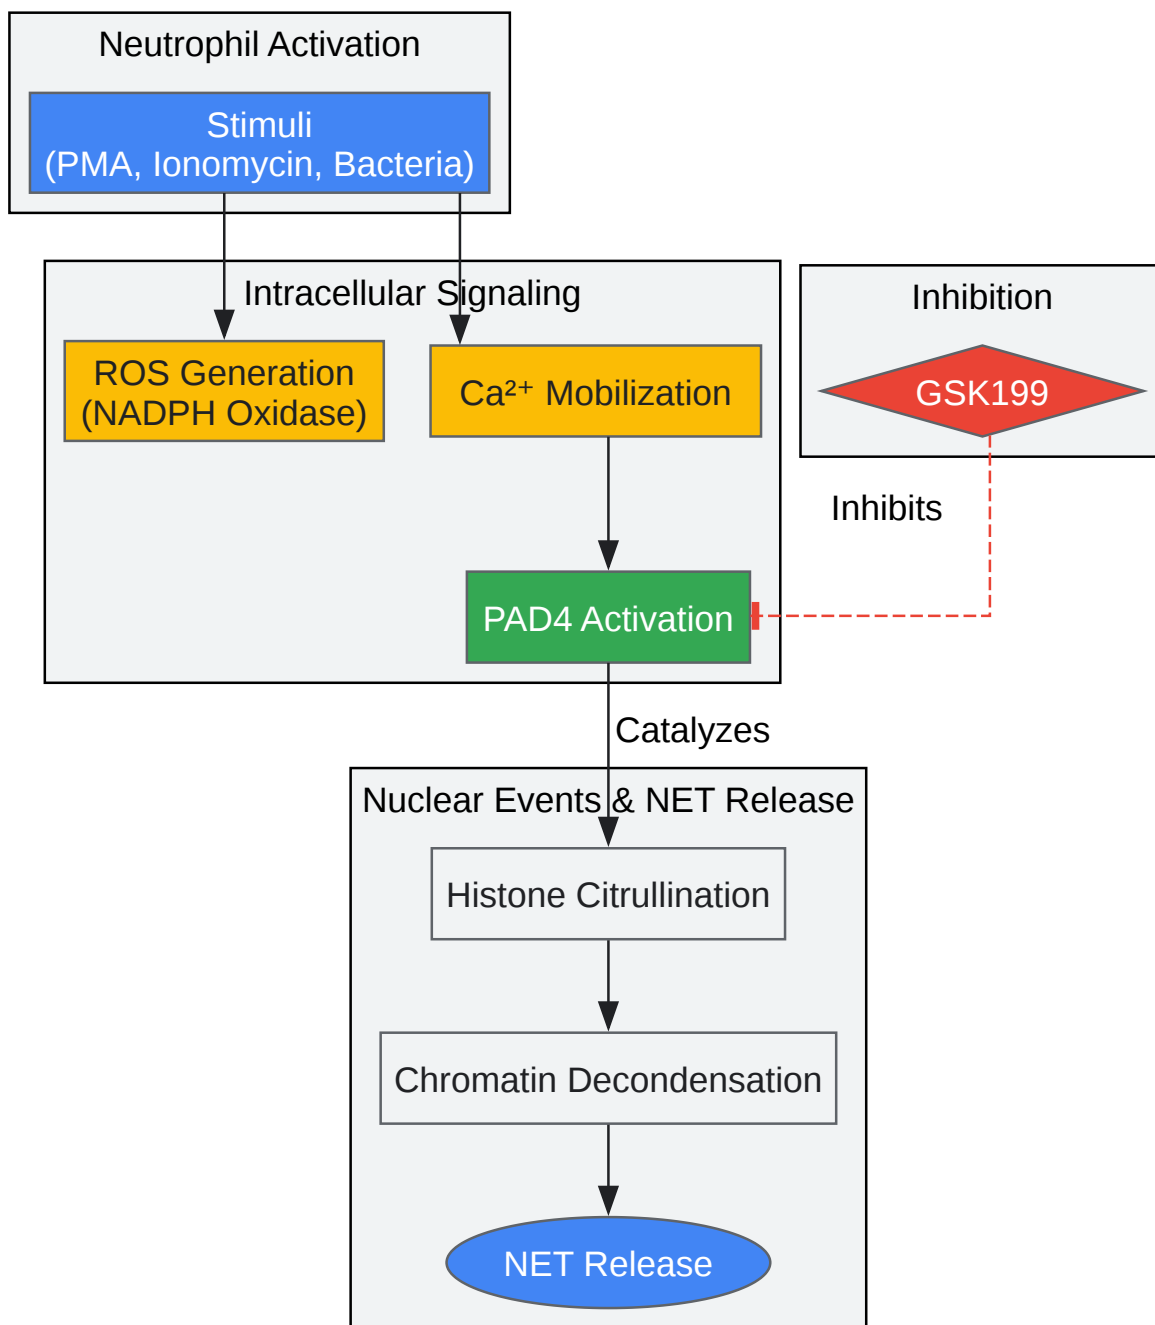 Neutrophil Activation
Stimuli
(PMA, Ionomycin, Bacteria)
Intracellular Signaling
ROS Generation
(NADPH Oxidase)
Ca²⁺ Mobilization
Inhibition
GSK199
Inhibits
PAD4 Activation
Catalyzes
Nuclear Events & NET Release
Histone Citrullination
Chromatin Decondensation
NET Release